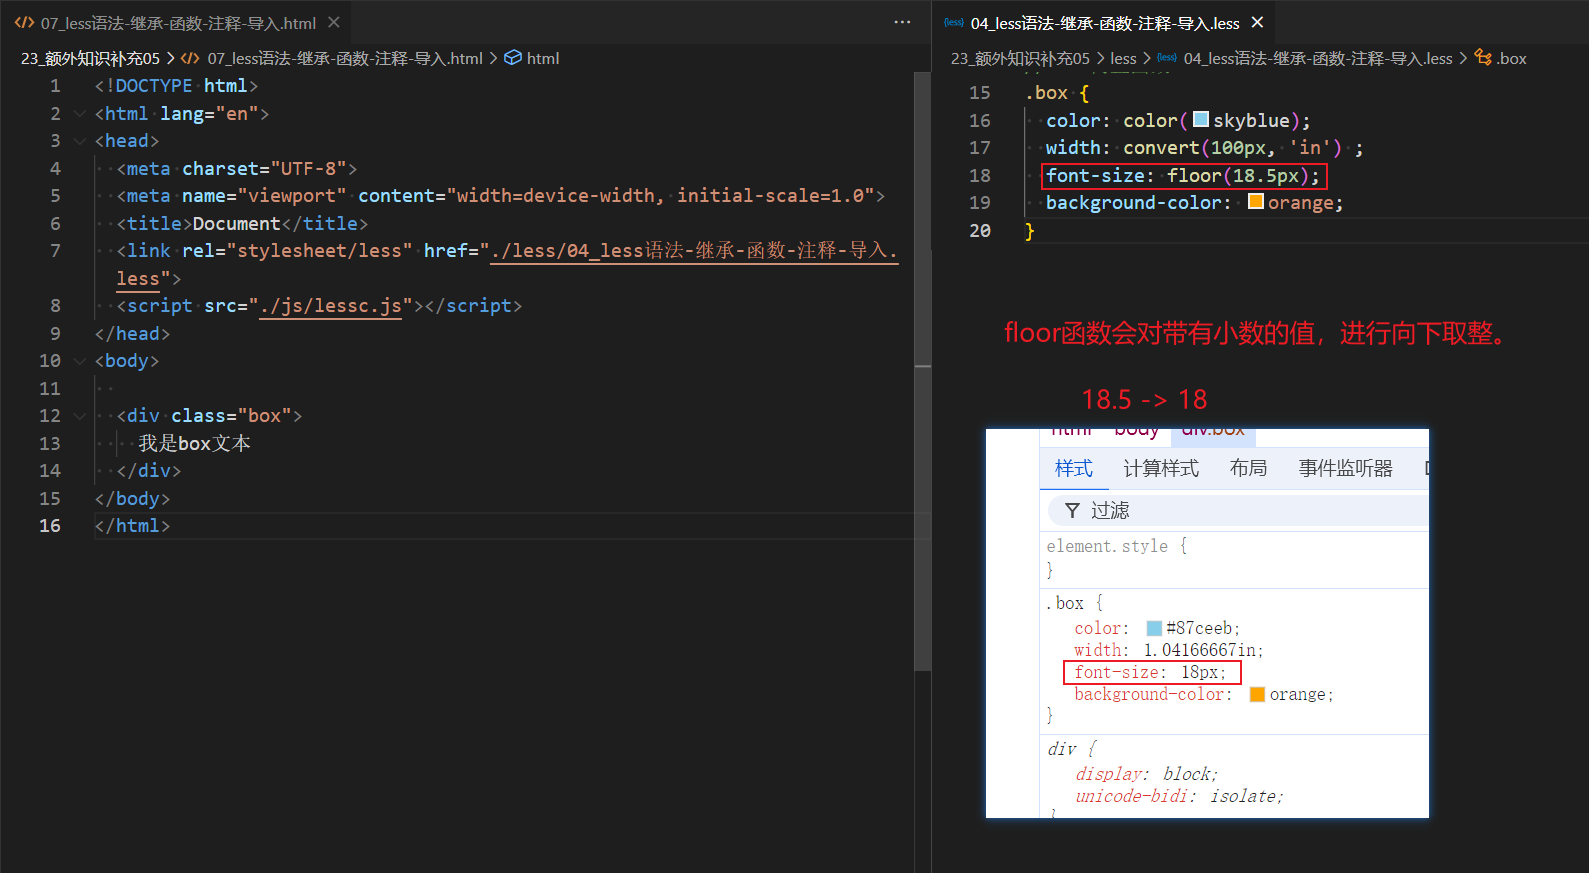 07_less语法-继承-函数-注释-导入.html
23_额外知识补充05 > 07_less语法-继承-函数-注释-导入.html > html
1 <!DOCTYPE html>
2 <html lang="en">
3 <head>
4 <meta charset="UTF-8">
5 <meta name="viewport" content="width=device-width, initial-scale=1.0">
6 <title>Document</title>
7 <link rel="stylesheet/less" href="./less/04_less语法-继承-函数-注释-导入.
less">
8 <script src="./js/lessc.js"></script>
9 </head>
10 <body>
11
12 <div class="box">
13 我是box文本
14 </div>
15 </body>
16 </html>
{less} 04_less语法-继承-函数-注释-导入.less
23_额外知识补充05 > less > {less} 04_less语法-继承-函数-注释-导入.less > .box
15 .box {
16 color: color(skyblue);
17 width: convert(100px, 'in') ;
18 font-size: floor(18.5px);
19 background-color: orange;
20 }
floor函数会对带有小数的值，进行向下取整。
18.5 -> 18
html body div.box
样式 计算样式 布局 事件监听器
过滤
element.style {
}
.box {
color: #87ceeb;
width: 1.04166667in;
font-size: 18px;
background-color: orange;
}
div {
display: block;
unicode-bidi: isolate;
}